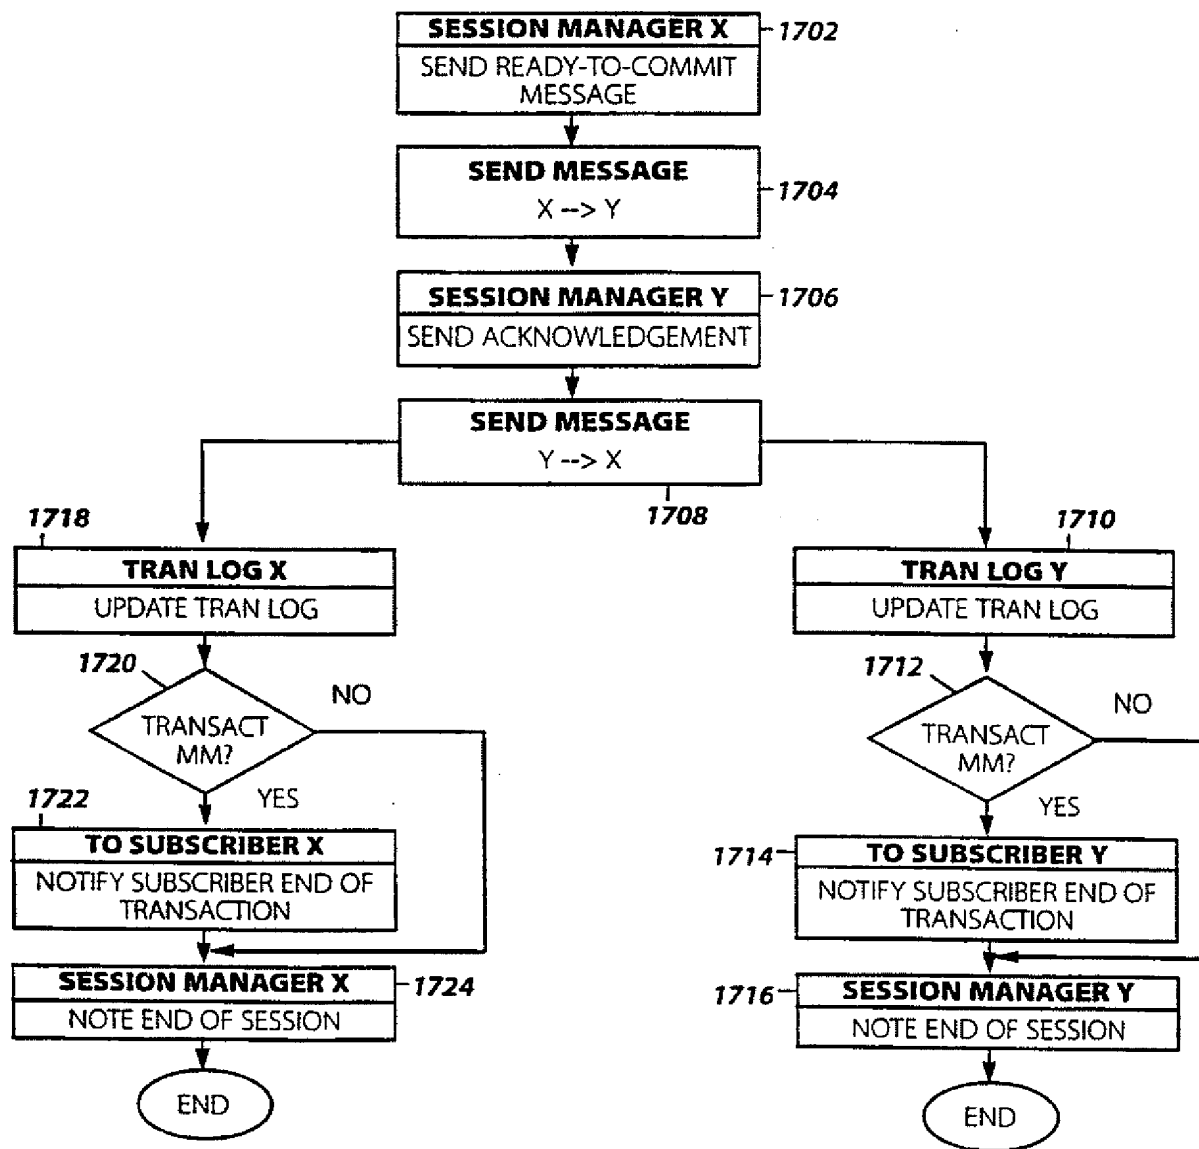 SESSION MANAGER X
1702
SEND READY-TO-COMMIT
MESSAGE
SEND MESSAGE
1704
X --> Y
SESSION MANAGER Y
1706
SEND ACKNOWLEDGEMENT
SEND MESSAGE
Y --> X
1708
1718
TRAN LOG X
UPDATE TRAN LOG
1720
NO
TRANSACT
MM?
YES
1722
TO SUBSCRIBER X
NOTIFY SUBSCRIBER END OF
TRANSACTION
SESSION MANAGER X
1724
NOTE END OF SESSION
END
1710
TRAN LOG Y
UPDATE TRAN LOG
1712
NO
TRANSACT
MM?
YES
1714
TO SUBSCRIBER Y
NOTIFY SUBSCRIBER END OF
TRANSACTION
1716
SESSION MANAGER Y
NOTE END OF SESSION
END